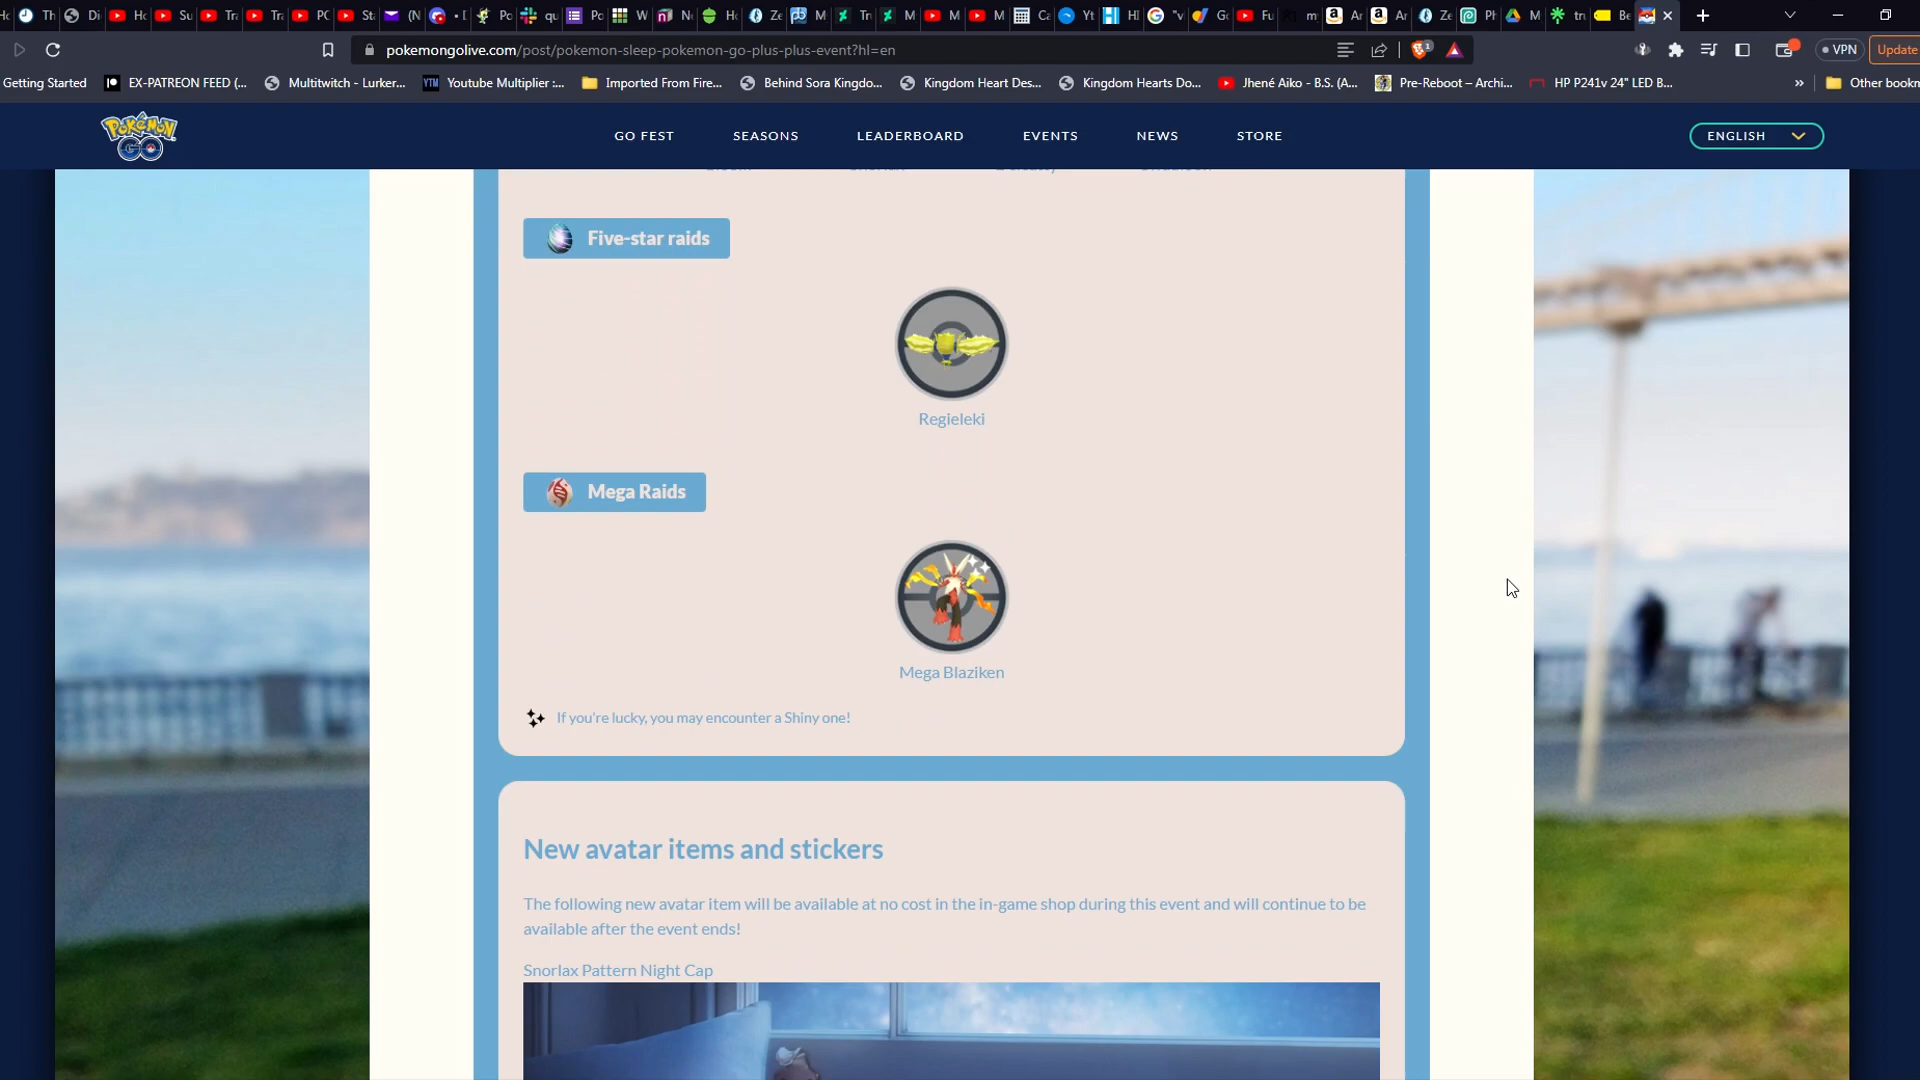 pokemongolive.com/post/pokemon-sleep-pokemon-go-plus-plus-event?hl=en
VPN
Update
Getting Started
EX-PATREON FEED (...
Multitwitch - Lurker...
Youtube Multiplier :...
Imported From Fire...
Behind Sora Kingdo...
Kingdom Heart Des...
Kingdom Hearts Do...
Jhené Aiko - B.S. (A...
Pre-Reboot – Archi...
HP P241v 24" LED B...
»
Other bookn
POKéMON GO
GO FEST
SEASONS
LEADERBOARD
EVENTS
NEWS
STORE
ENGLISH
Five-star raids
Regieleki
Mega Raids
Mega Blaziken
If you're lucky, you may encounter a Shiny one!
New avatar items and stickers
The following new avatar item will be available at no cost in the in-game shop during this event and will continue to be
available after the event ends!
Snorlax Pattern Night Cap